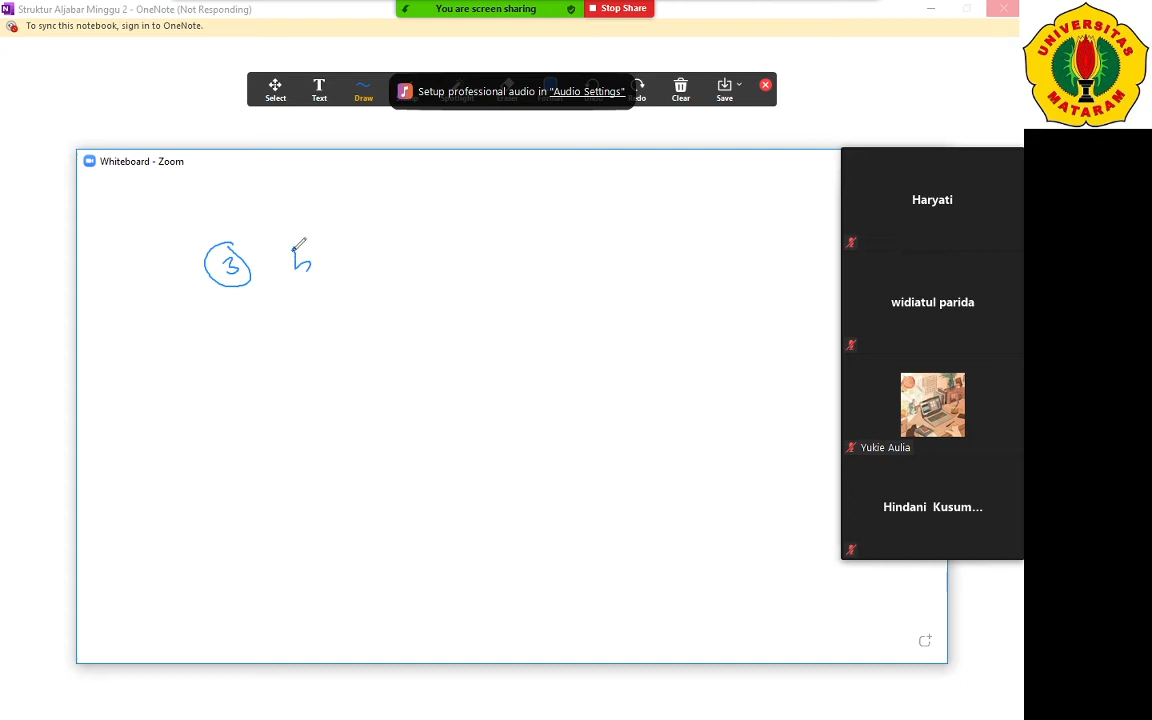 Struktur Aljabar Minggu 2 - OneNote (Not Responding)
You are screen sharing
Stop Share
To sync this notebook, sign in to OneNote.
UNIVERSITAS
MATARAM
Select
Text
Draw
Setup professional audio in "Audio Settings"
Redo
Clear
Save
Whiteboard - Zoom
Haryati
3 h
widiatul parida
Yukie Aulia
Hindani Kusum...